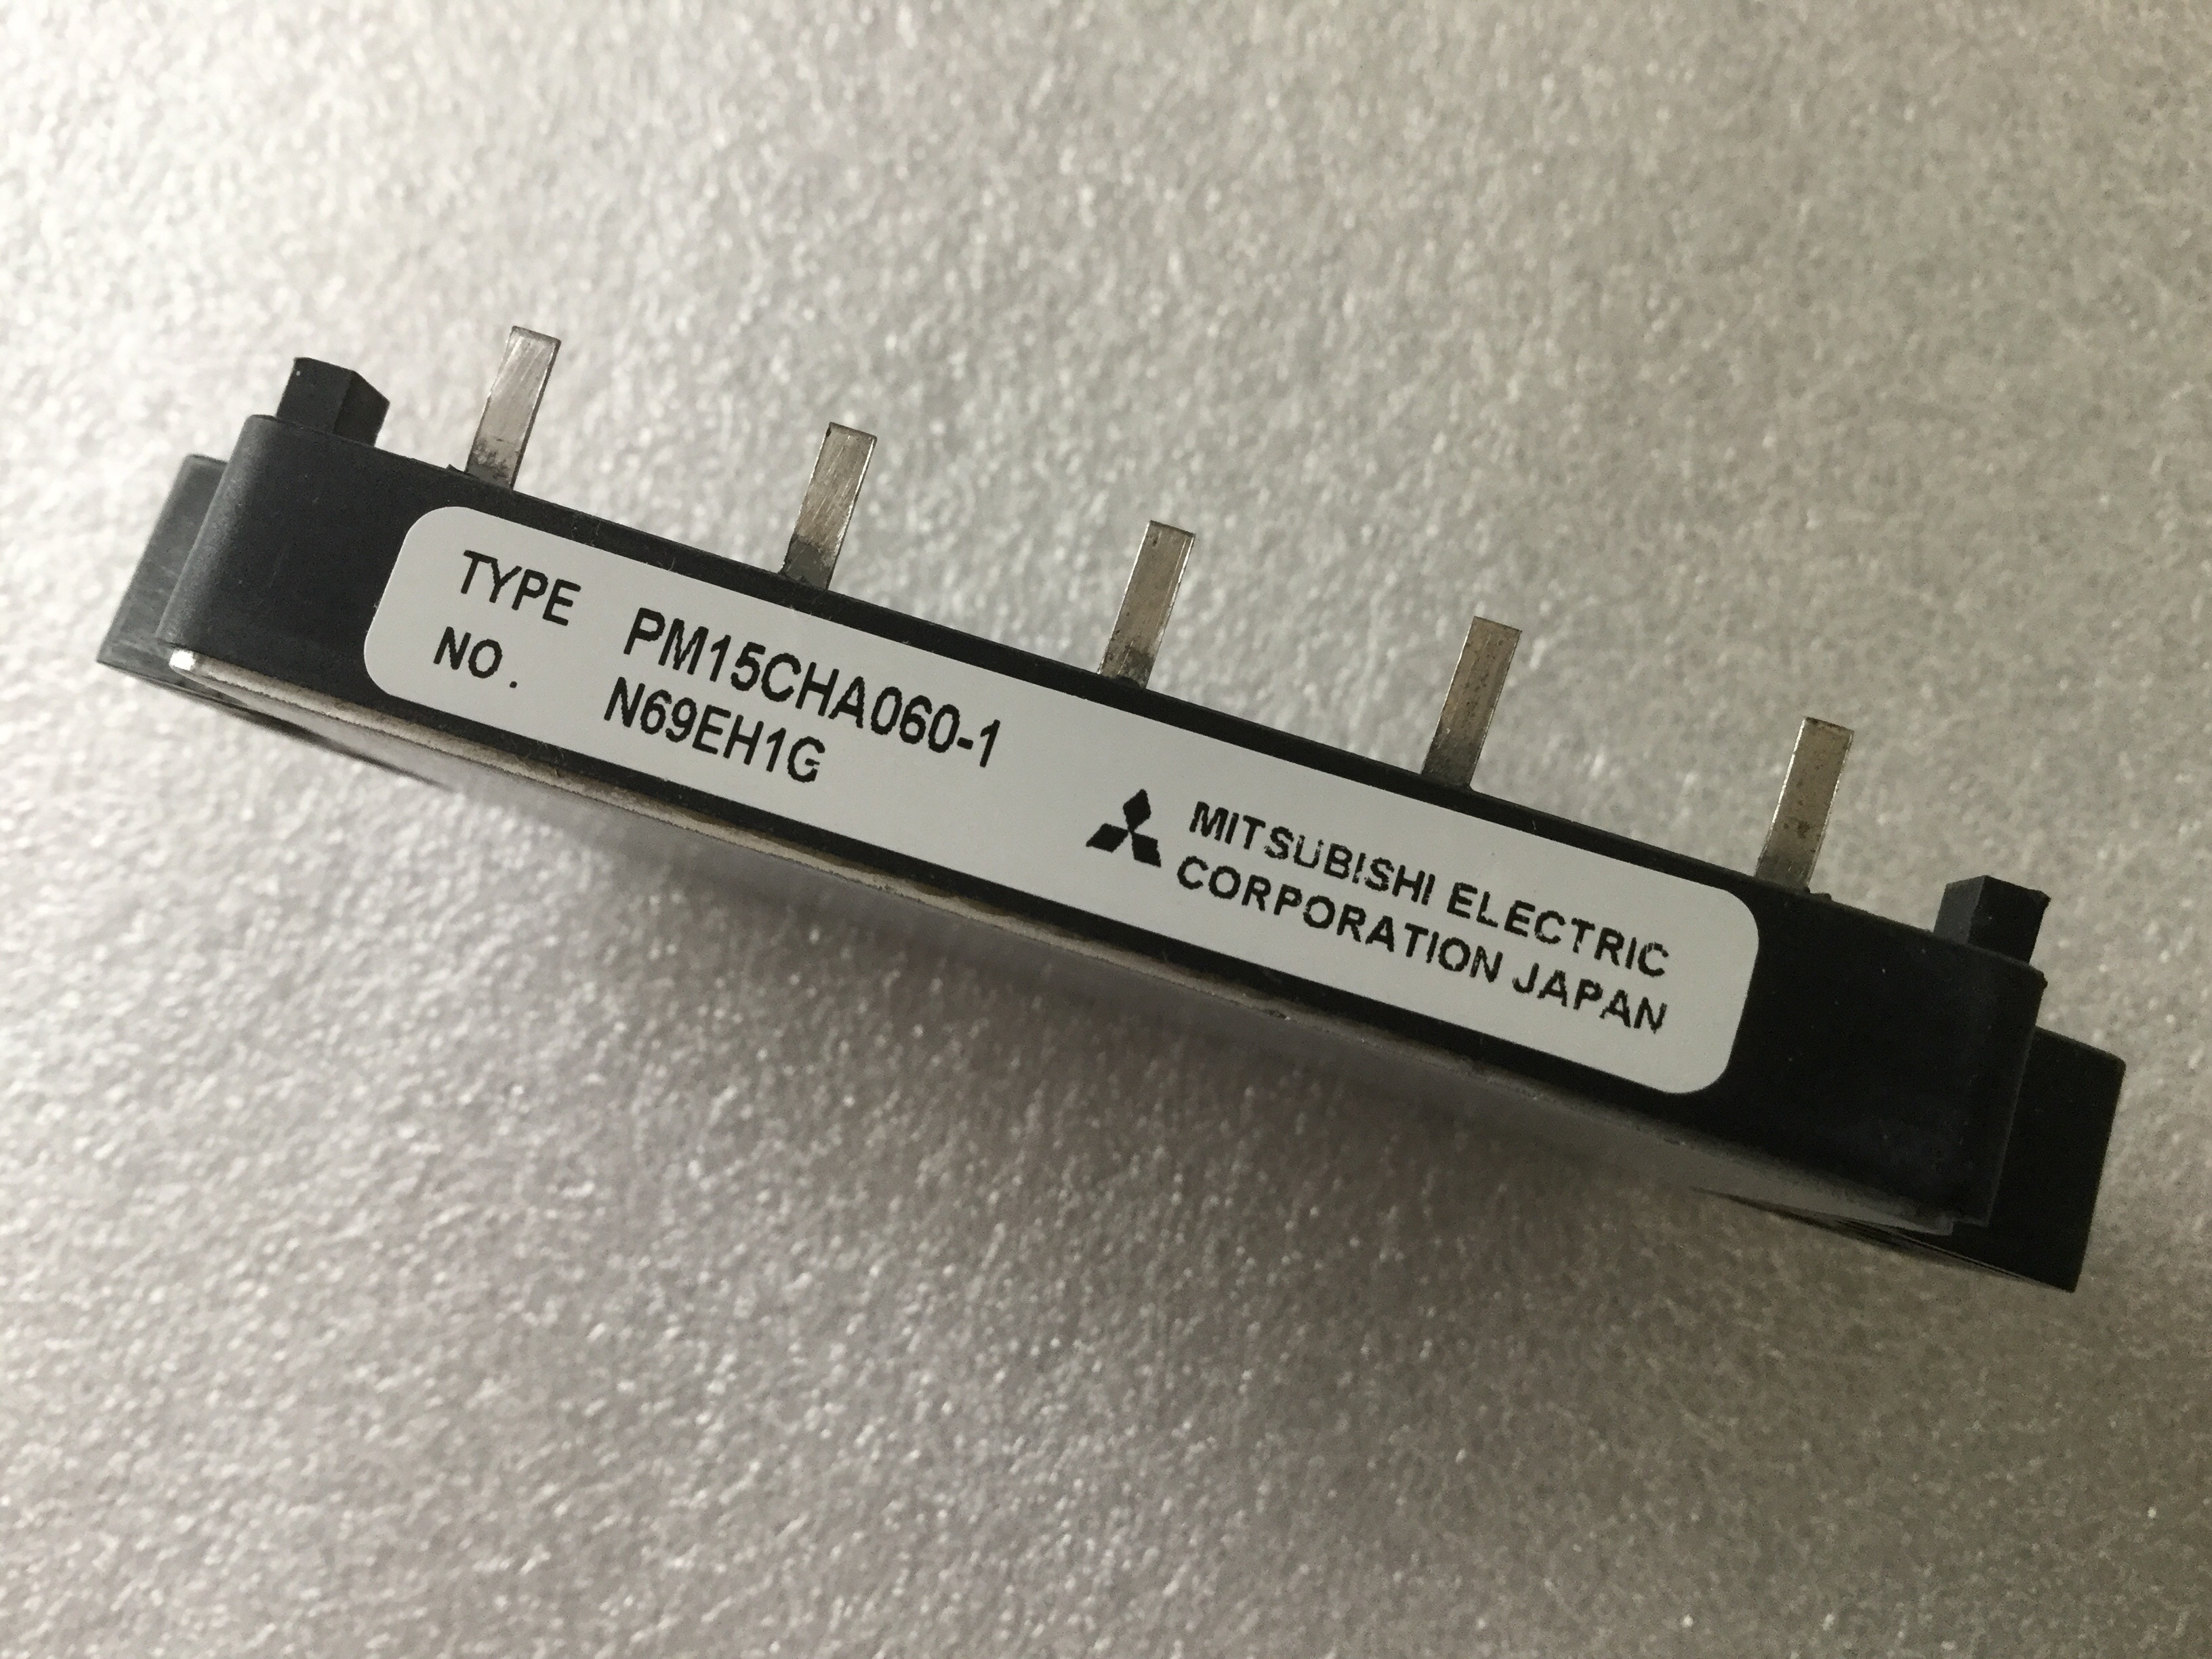 TYPE PM15CHA060-1
NO. N69EH1G
MITSUBISHI ELECTRIC
CORPORATION JAPAN